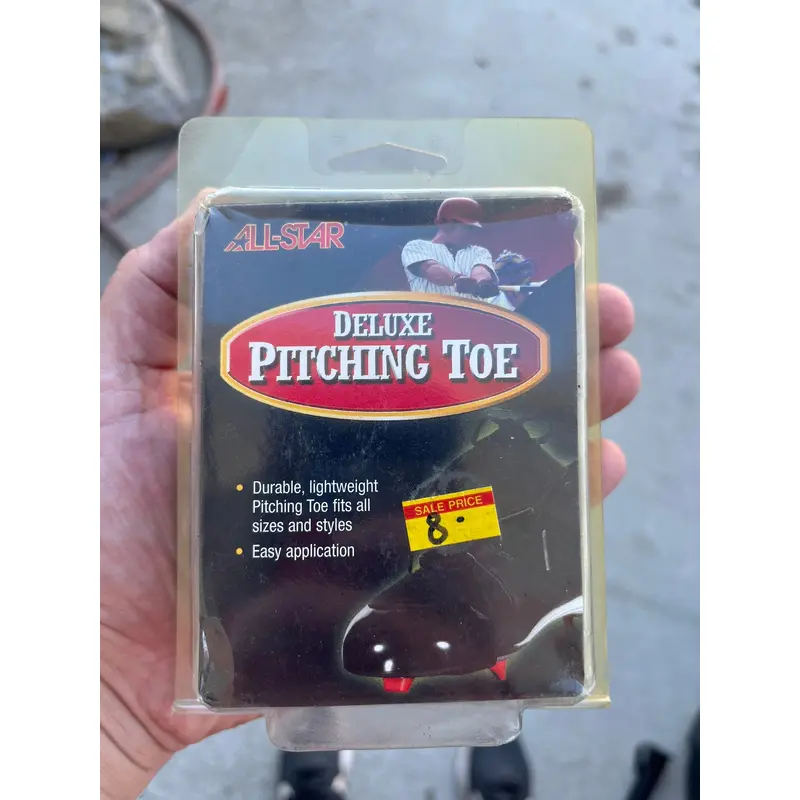 ALL-STAR
DELUXE
PITCHING TOE
• Durable, lightweight
Pitching Toe fits all
sizes and styles
• Easy application
SALE PRICE
8.-